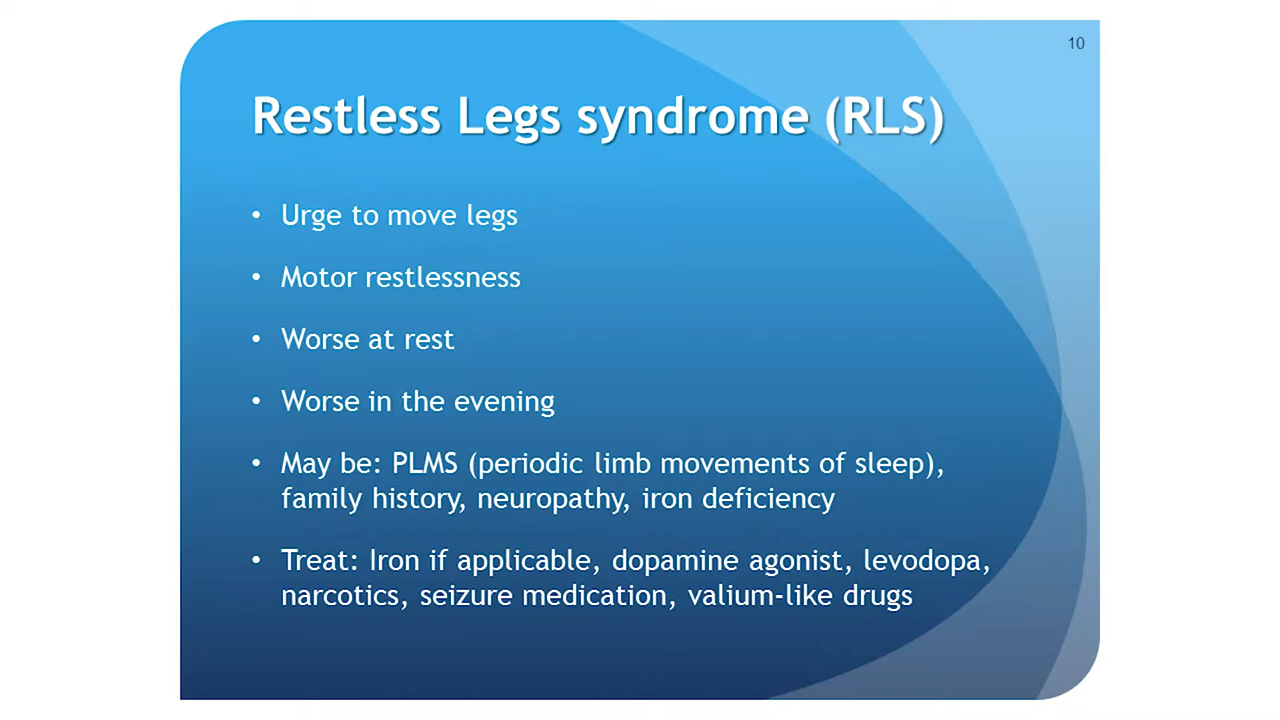 10
Restless Legs syndrome (RLS)
• Urge to move legs
• Motor restlessness
• Worse at rest
• Worse in the evening
• May be: PLMS (periodic limb movements of sleep),
family history, neuropathy, iron deficiency
• Treat: Iron if applicable, dopamine agonist, levodopa,
narcotics, seizure medication, valium-like drugs